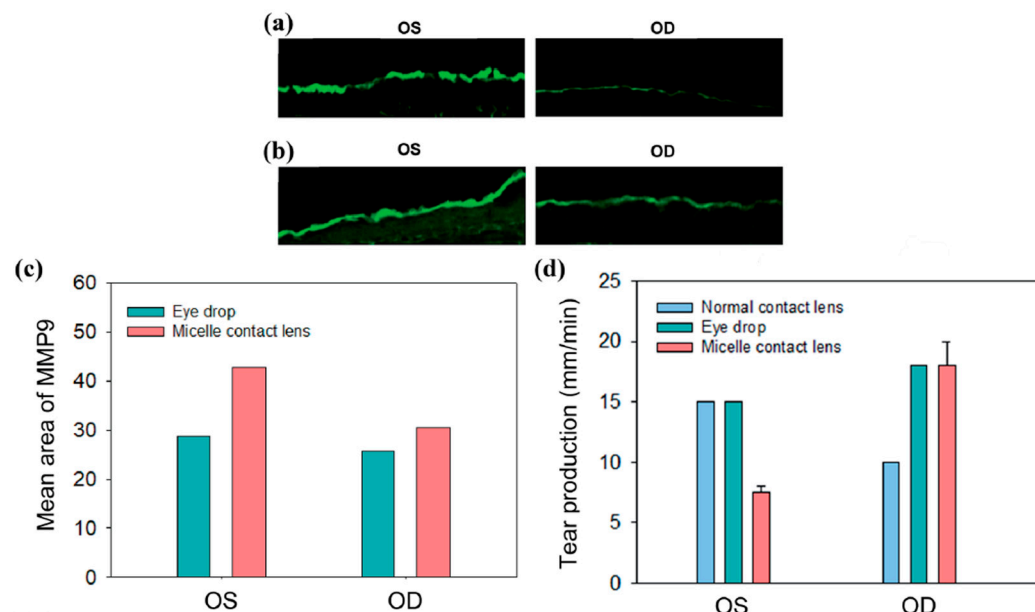 (a)
OS OD
(b)
OS OD
(c)
60
50
40
30
20
10
0
Mean area of MMP9
Eye drop
Micelle contact lens
OS OD
(d)
25
20
15
10
5
0
Tear production (mm/min)
Normal contact lens
Eye drop
Micelle contact lens
OS OD